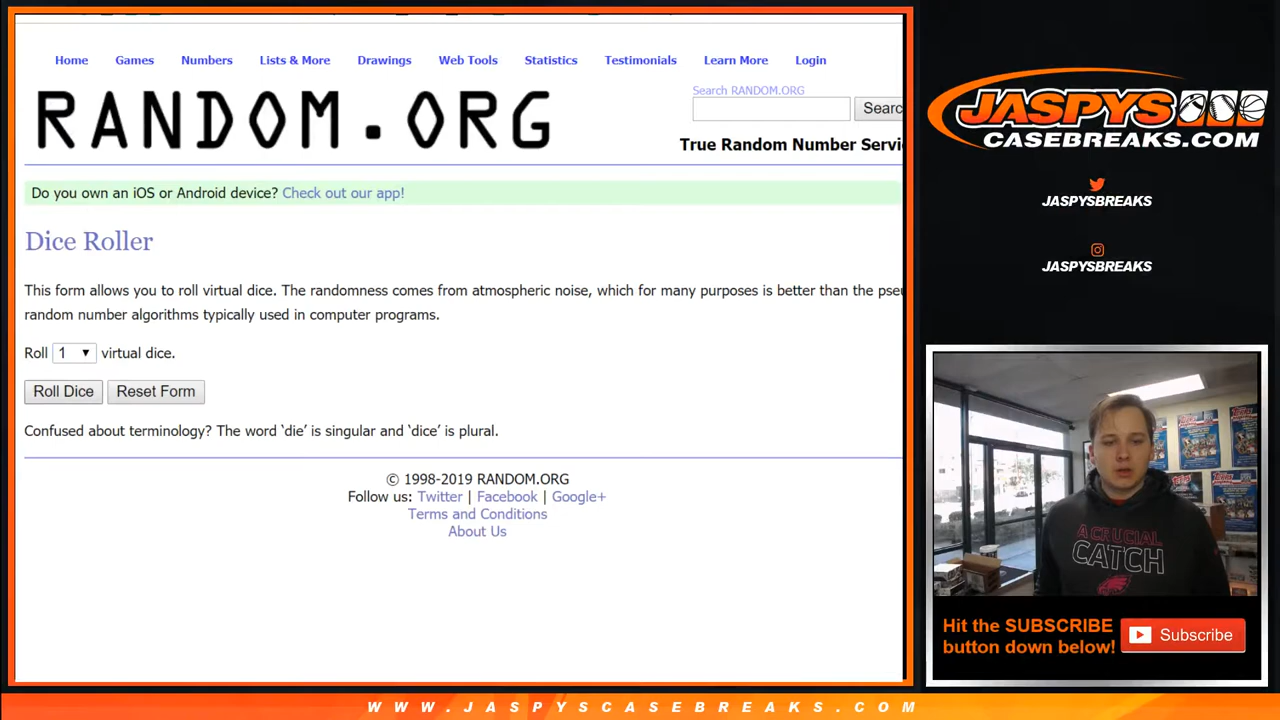 Home Games Numbers Lists & More Drawings Web Tools Statistics Testimonials Learn More Login
RANDOM.ORG
Search RANDOM.ORG
Searc
True Random Number Servi
Do you own an iOS or Android device? Check out our app!
Dice Roller
This form allows you to roll virtual dice. The randomness comes from atmospheric noise, which for many purposes is better than the pseu
random number algorithms typically used in computer programs.
Roll 1 virtual dice.
Roll Dice Reset Form
Confused about terminology? The word ‘die’ is singular and ‘dice’ is plural.
© 1998-2019 RANDOM.ORG
Follow us: Twitter | Facebook | Google+
Terms and Conditions
About Us
JASPYS
CASEBREAKS.COM
JASPYSBREAKS
JASPYSBREAKS
A CRUCIAL
CATCH
Hit the SUBSCRIBE
button down below!
Subscribe
WWW.JASPYSCASEBREAKS.COM